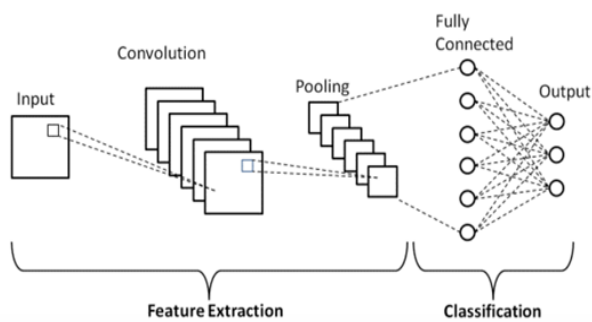 Input
Convolution
Pooling
Fully
Connected
Output
Feature Extraction
Classification